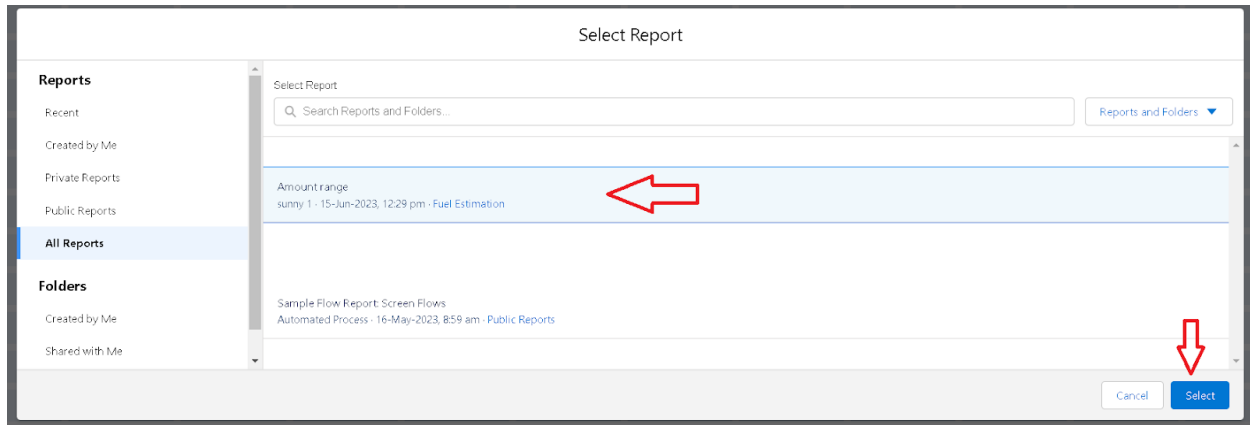 Select Report
Reports
Recent
Created by Me
Private Reports
Public Reports
All Reports
Folders
Created by Me
Shared with Me
Select Report
Search Reports and Folders...
Reports and Folders
Amount range
sunny 1 · 15-Jun-2023, 12:29 pm · Fuel Estimation
Sample Flow Report: Screen Flows
Automated Process · 16-May-2023, 8:59 am · Public Reports
Cancel
Select